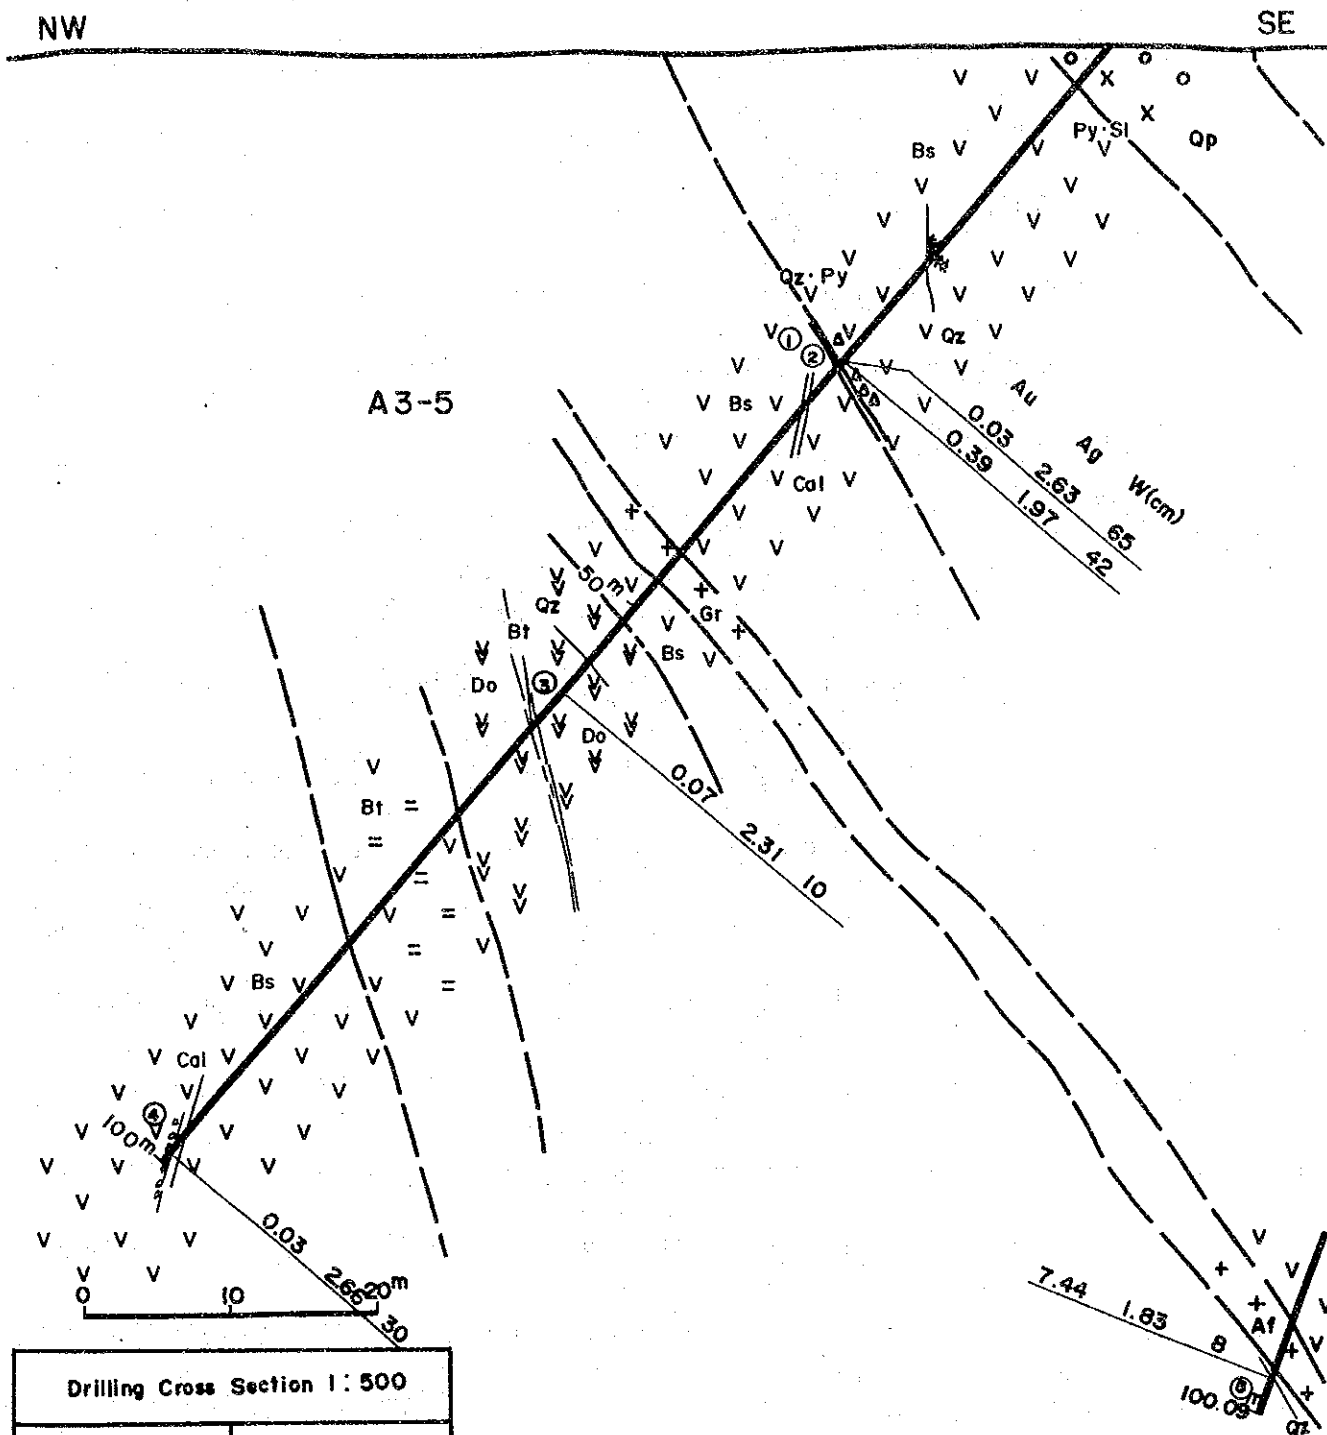 NW
SE
Py·Sl
Qp
Bs
Qz·Py
Qz
1
2
A3-5
Bs
Au Ag W(cm)
0.03 2.63 65
0.39 1.97 42
Cal
50m
Gr
Qz
Bt
Bs
Do
3
Do
0.07 2.31 10
Bt
Bs
Cal
4
100m
0.03 2.66 30
0 10 20m
7.44 1.83 8
Af
100.09m
Qz
Drilling Cross Section 1:500